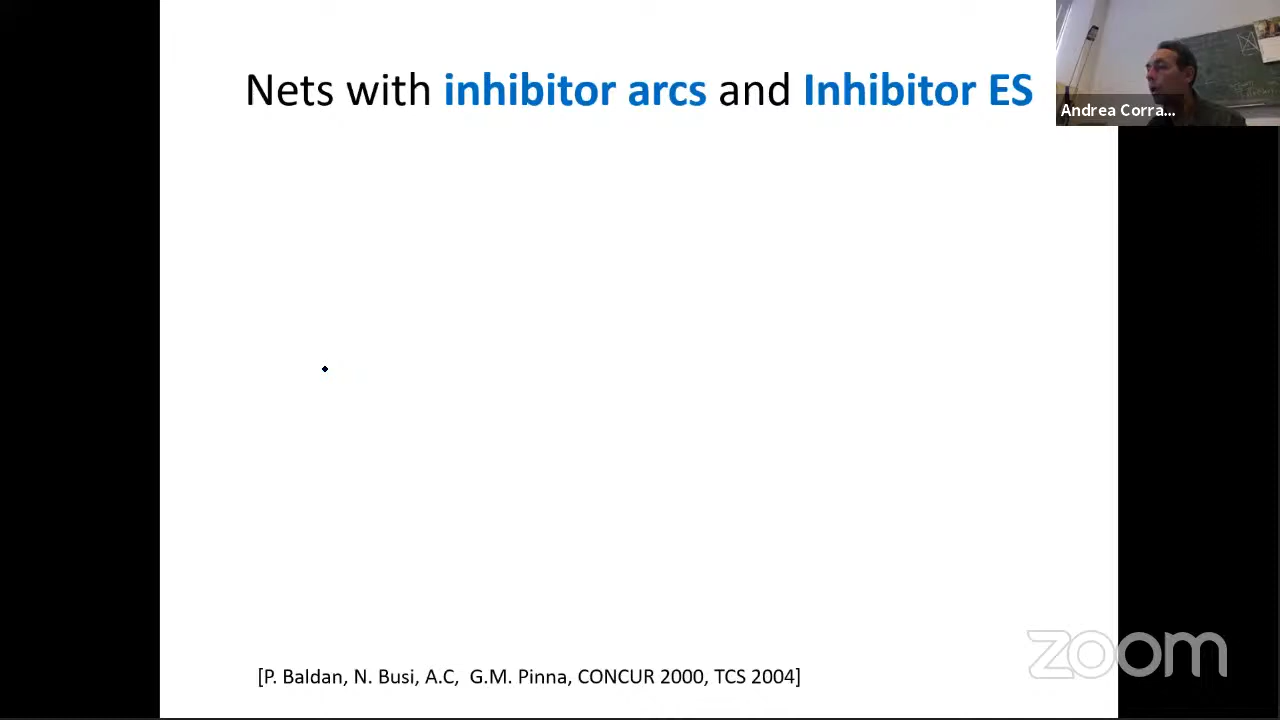 Nets with inhibitor arcs and Inhibitor ES
Andrea Corra...
[P. Baldan, N. Busi, A.C, G.M. Pinna, CONCUR 2000, TCS 2004]
zoom